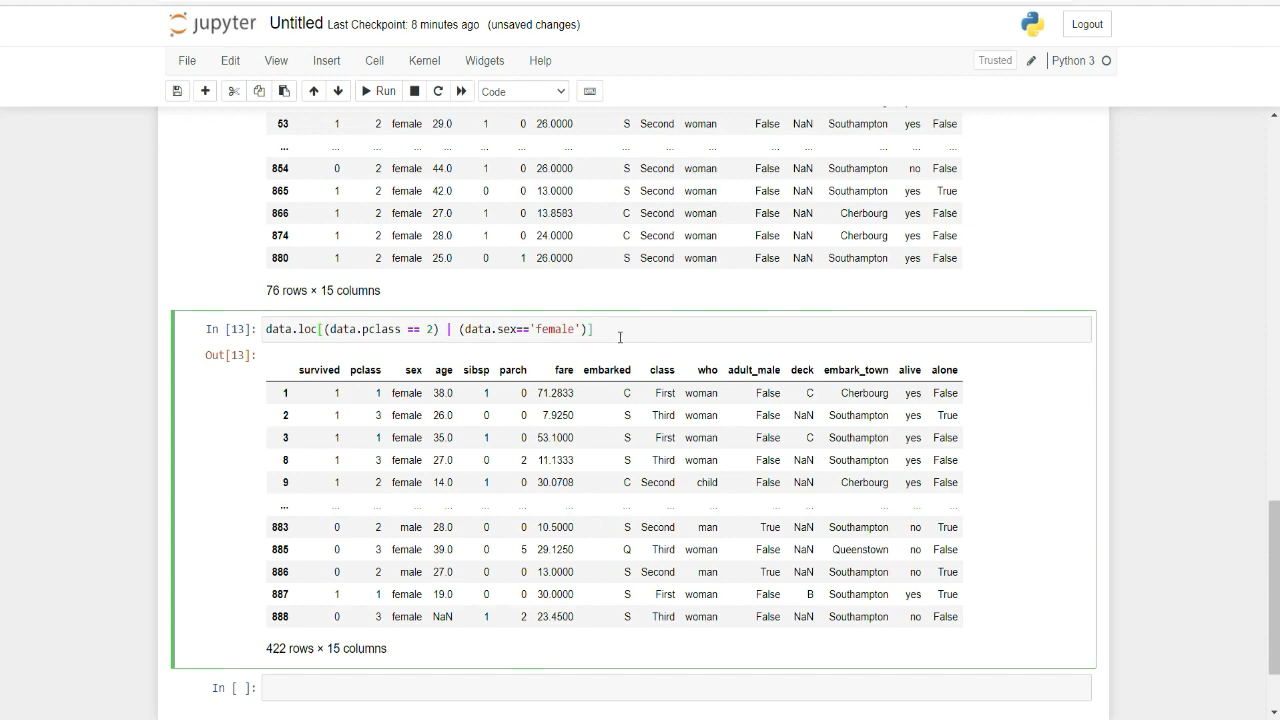 jupyter Untitled Last Checkpoint: 8 minutes ago (unsaved changes) Logout
File Edit View Insert Cell Kernel Widgets Help Trusted Python 3
Run Code
53 1 2 female 29.0 1 0 26.0000 S Second woman False NaN Southampton yes False
... ... ... ... ... ... ... ... ... ... ... ... ... ... ... ...
854 0 2 female 44.0 1 0 26.0000 S Second woman False NaN Southampton no False
865 1 2 female 42.0 0 0 13.0000 S Second woman False NaN Southampton yes True
866 1 2 female 27.0 1 0 13.8583 C Second woman False NaN Cherbourg yes False
874 1 2 female 28.0 1 0 24.0000 C Second woman False NaN Cherbourg yes False
880 1 2 female 25.0 0 1 26.0000 S Second woman False NaN Southampton yes False
76 rows × 15 columns
In [13]: data.loc[(data.pclass == 2) | (data.sex=='female')]
Out[13]:
survived pclass sex age sibsp parch fare embarked class who adult_male deck embark_town alive alone
1 1 1 female 38.0 1 0 71.2833 C First woman False C Cherbourg yes False
2 1 3 female 26.0 0 0 7.9250 S Third woman False NaN Southampton yes True
3 1 1 female 35.0 1 0 53.1000 S First woman False C Southampton yes False
8 1 3 female 27.0 0 2 11.1333 S Third woman False NaN Southampton yes False
9 1 2 female 14.0 1 0 30.0708 C Second child False NaN Cherbourg yes False
... ... ... ... ... ... ... ... ... ... ... ... ... ... ... ...
883 0 2 male 28.0 0 0 10.5000 S Second man True NaN Southampton no True
885 0 3 female 39.0 0 5 29.1250 Q Third woman False NaN Queenstown no False
886 0 2 male 27.0 0 0 13.0000 S Second man True NaN Southampton no True
887 1 1 female 19.0 0 0 30.0000 S First woman False B Southampton yes True
888 0 3 female NaN 1 2 23.4500 S Third woman False NaN Southampton no False
422 rows × 15 columns
In [ ]: